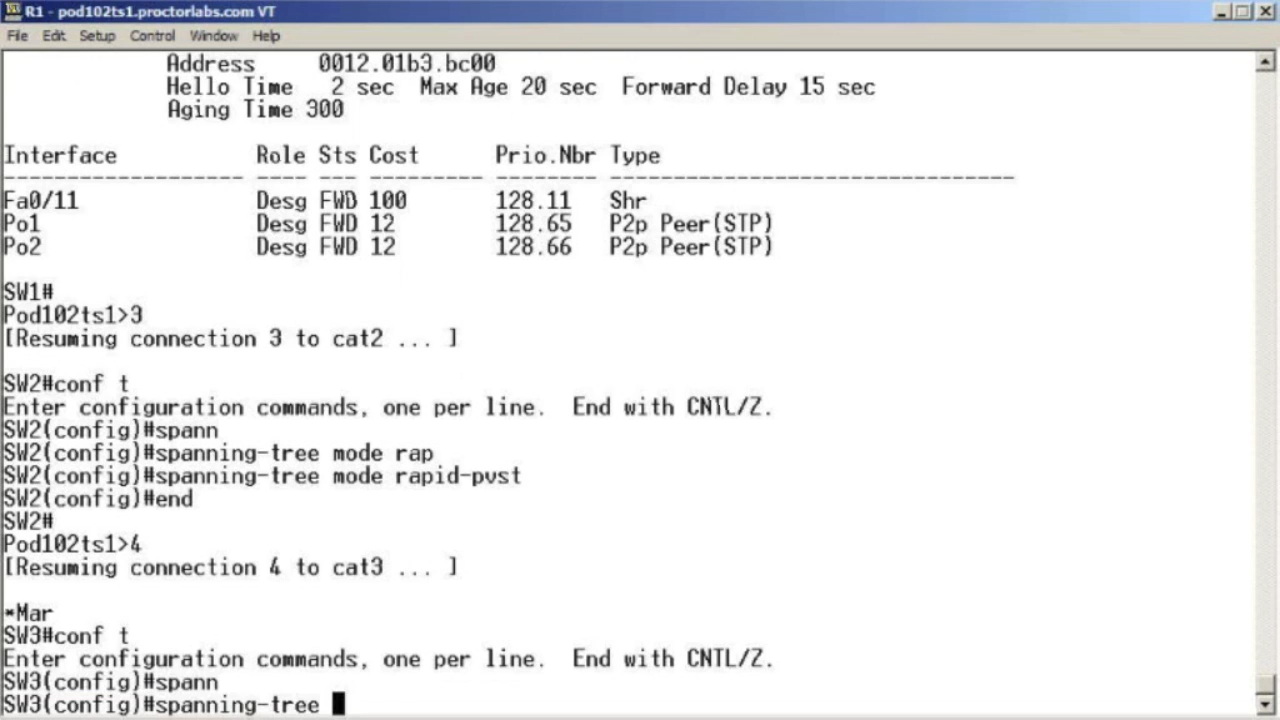 R1 - pod102ts1.proctorlabs.com VT
File Edit Setup Control Window Help
Address 0012.01b3.bc00
Hello Time 2 sec Max Age 20 sec Forward Delay 15 sec
Aging Time 300
Interface Role Sts Cost Prio.Nbr Type
------------------- ---- --- --------- -------- --------------------------------
Fa0/11 Desg FWD 100 128.11 Shr
Po1 Desg FWD 12 128.65 P2p Peer(STP)
Po2 Desg FWD 12 128.66 P2p Peer(STP)
SW1#
Pod102ts1>3
[Resuming connection 3 to cat2 ... ]
SW2#conf t
Enter configuration commands, one per line. End with CNTL/Z.
SW2(config)#spann
SW2(config)#spanning-tree mode rap
SW2(config)#spanning-tree mode rapid-pvst
SW2(config)#end
SW2#
Pod102ts1>4
[Resuming connection 4 to cat3 ... ]
*Mar
SW3#conf t
Enter configuration commands, one per line. End with CNTL/Z.
SW3(config)#spann
SW3(config)#spanning-tree